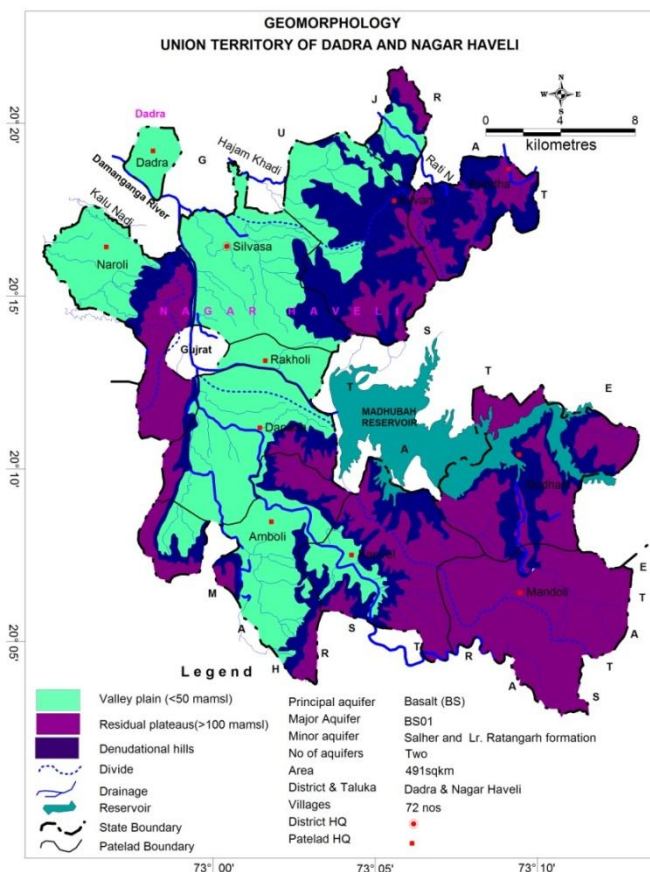 GEOMORPHOLOGY
UNION TERRITORY OF DADRA AND NAGAR HAVELI
N
W E
S
0 4 8
kilometres
20° 20'
20° 15'
20° 10'
20° 05'
G U J R A T
Dadra
Dadra
Hajam Khadi
Rati N
Damanganga River
Kalu Nadi
Naroli
Silvasa
NAGAR HAVELI
Gujrat
Rakholi
S T A T E
MADHUBAH
RESERVOIR
Amboli
Mandoli
M A H R S T R A
S T A T E
Legend
Valley plain (<50 mamsl)
Residual plateaus(>100 mamsl)
Denudational hills
Divide
Drainage
Reservoir
State Boundary
Patelad Boundary
Principal aquifer Basalt (BS)
Major Aquifer BS01
Minor aquifer Salher and Lr. Ratangarh formation
No of aquifers Two
Area 491sqkm
District & Taluka Dadra & Nagar Haveli
Villages 72 nos
District HQ
Patelad HQ
73° 00' 73° 05' 73° 10'